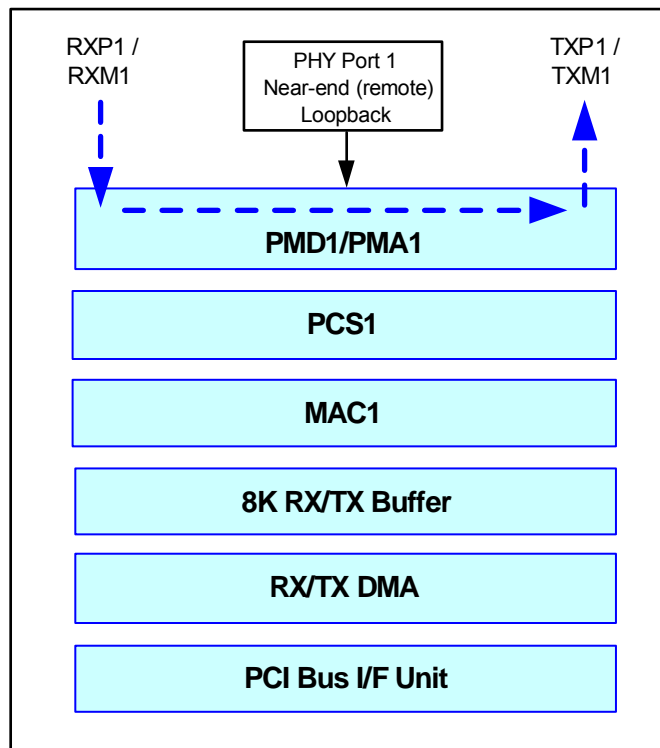 RXP1 /
RXM1
PHY Port 1
Near-end (remote)
Loopback
TXP1 /
TXM1
PMD1/PMA1
PCS1
MAC1
8K RX/TX Buffer
RX/TX DMA
PCI Bus I/F Unit